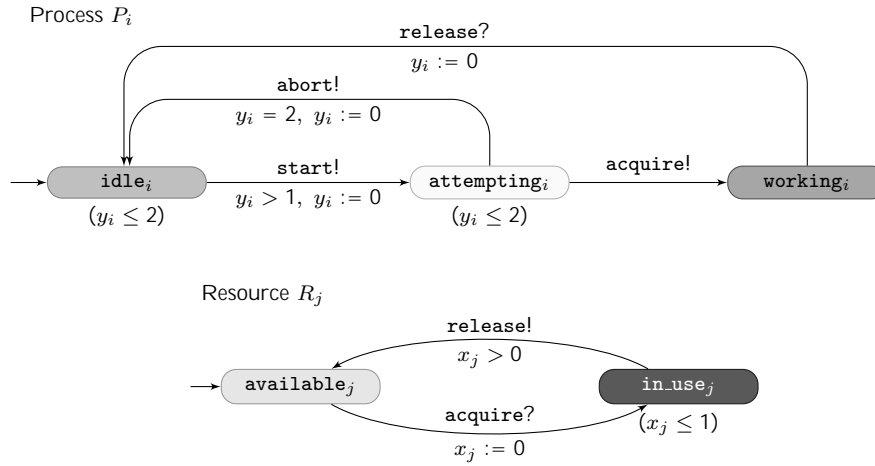 Process P_i
release?
y_i := 0
abort!
y_i = 2, y_i := 0
idle_i
start!
attempting_i
acquire!
working_i
(y_i ≤ 2)
y_i > 1, y_i := 0
(y_i ≤ 2)
Resource R_j
release!
x_j > 0
available_j
in_use_j
acquire?
(x_j ≤ 1)
x_j := 0